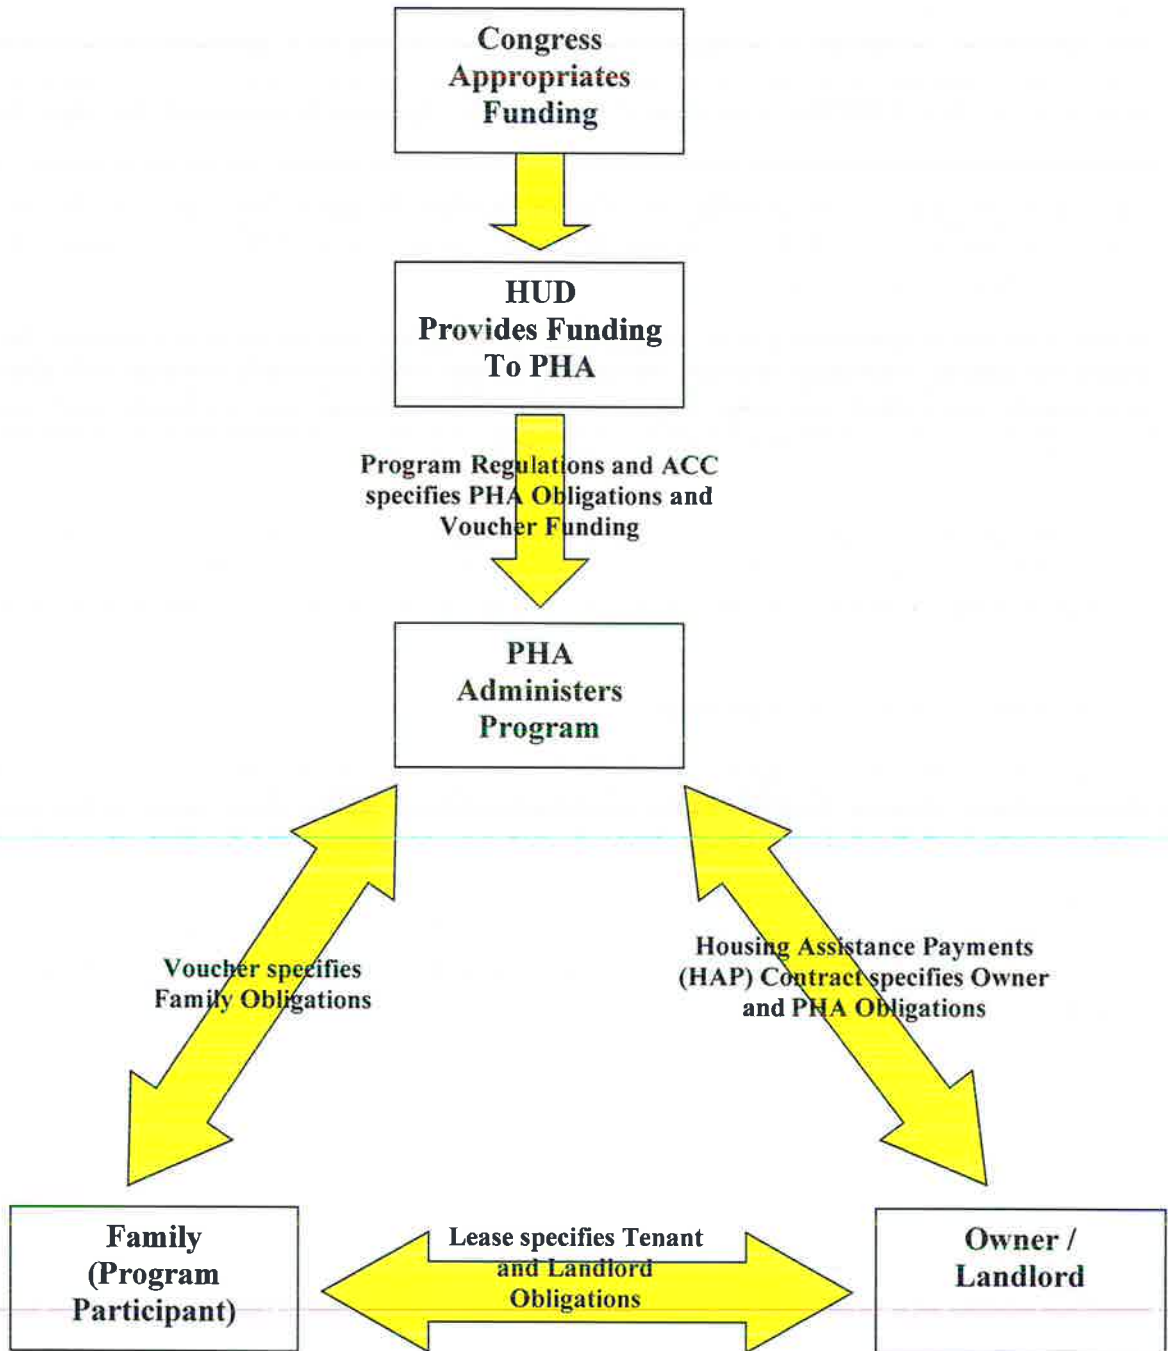 Congress
Appropriates
Funding
HUD
Provides Funding
To PHA
Program Regulations and ACC
specifies PHA Obligations and
Voucher Funding
PHA
Administers
Program
Voucher specifies
Family Obligations
Housing Assistance Payments
(HAP) Contract specifies Owner
and PHA Obligations
Family
(Program
Participant)
Lease specifies Tenant
and Landlord
Obligations
Owner /
Landlord